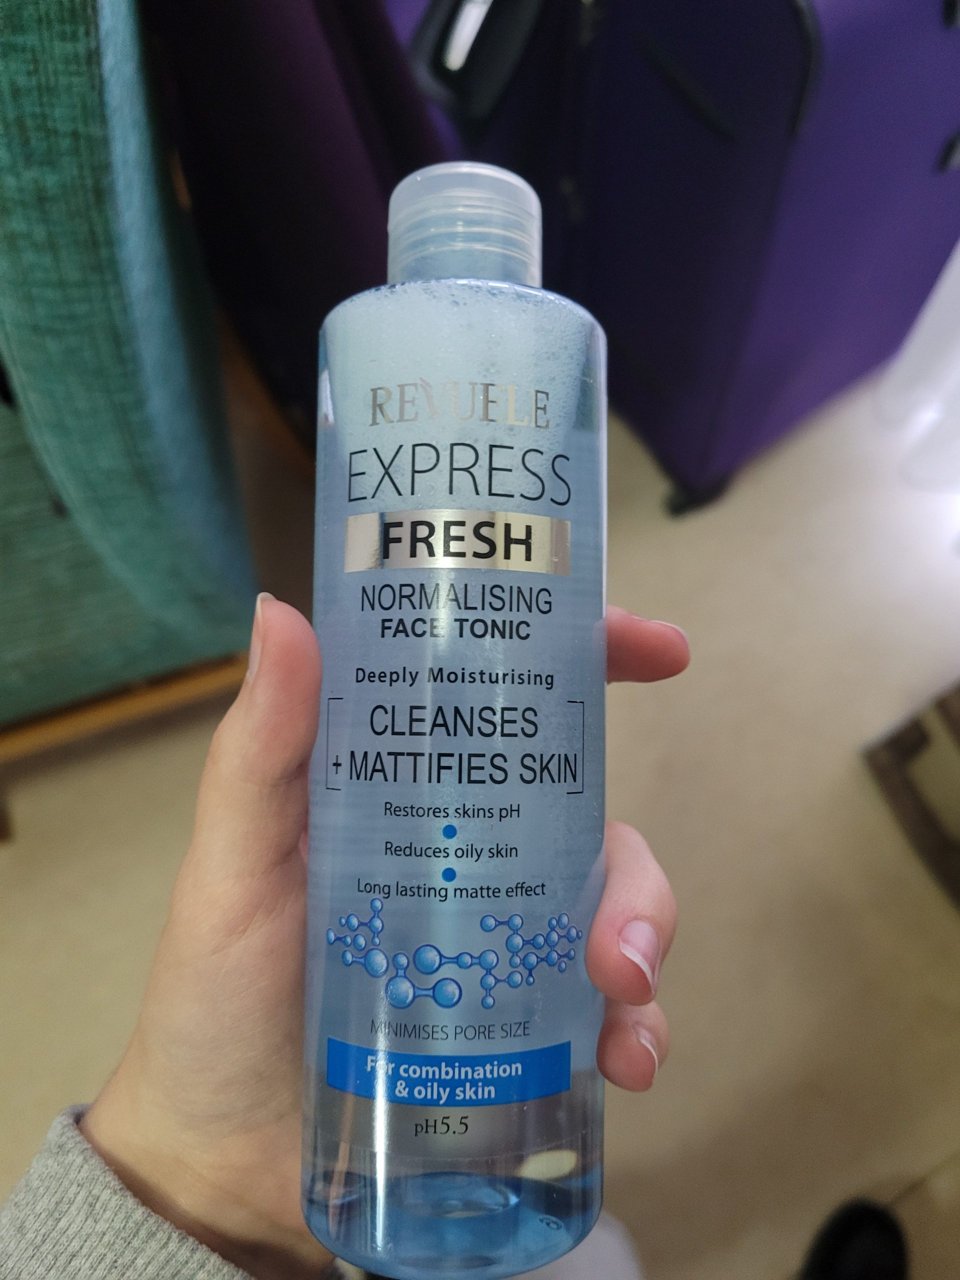 REVUELE
EXPRESS
FRESH
NORMALISING
FACE TONIC
Deeply Moisturising
CLEANSES
+ MATTIFIES SKIN
Restores skins pH
Reduces oily skin
Long lasting matte effect
MINIMISES PORE SIZE
For combination
& oily skin
pH5.5